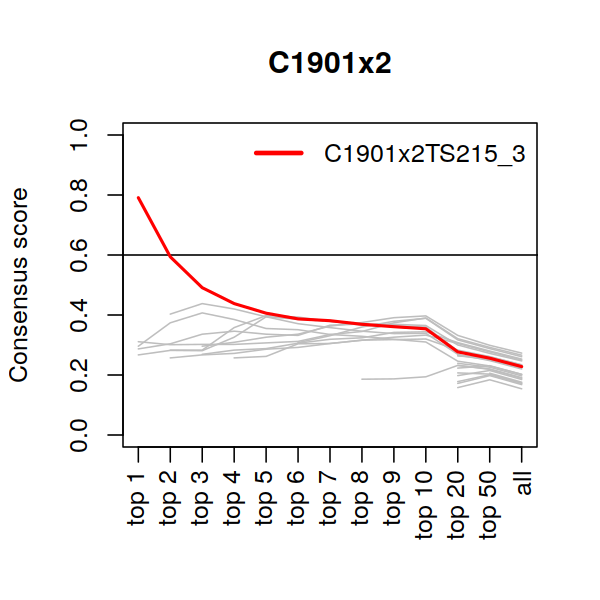 C1901x2
C1901x2TS215_3
Consensus score
1.0
0.8
0.6
0.4
0.2
0.0
top 1
top 2
top 3
top 4
top 5
top 6
top 7
top 8
top 9
top 10
top 20
top 50
all